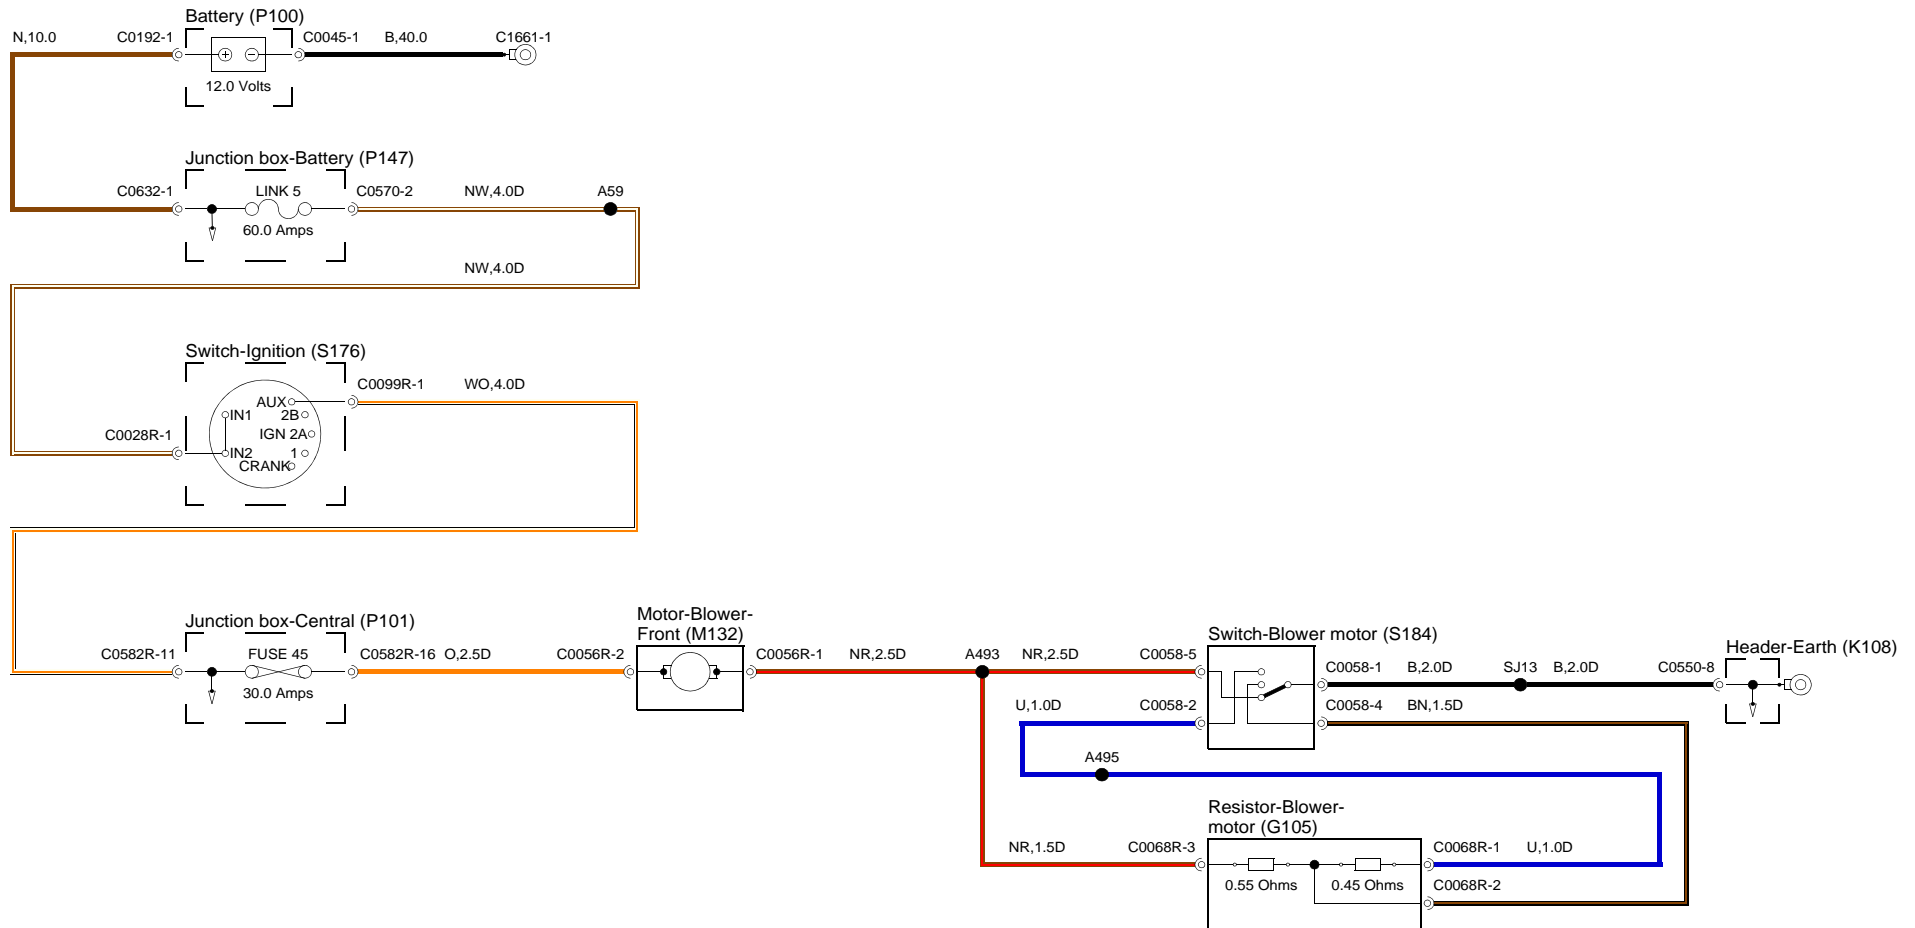 Battery (P100)
N,10.0 C0192-1 C0045-1 B,40.0 C1661-1
+ −
12.0 Volts
Junction box-Battery (P147)
C0632-1 LINK 5 C0570-2 NW,4.0D A59
60.0 Amps
NW,4.0D
Switch-Ignition (S176)
C0099R-1 WO,4.0D
AUX
IN1 2B
C0028R-1 IGN 2A
IN2 1
CRANK
Junction box-Central (P101)
Motor-Blower-
Front (M132)
Switch-Blower motor (S184)
Header-Earth (K108)
C0582R-11 FUSE 45 C0582R-16 O,2.5D C0056R-2 C0056R-1 NR,2.5D A493 NR,2.5D C0058-5
C0058-1 B,2.0D SJ13 B,2.0D C0550-8
30.0 Amps
U,1.0D C0058-2 C0058-4 BN,1.5D
A495
Resistor-Blower-
motor (G105)
NR,1.5D C0068R-3 C0068R-1 U,1.0D
0.55 Ohms 0.45 Ohms C0068R-2